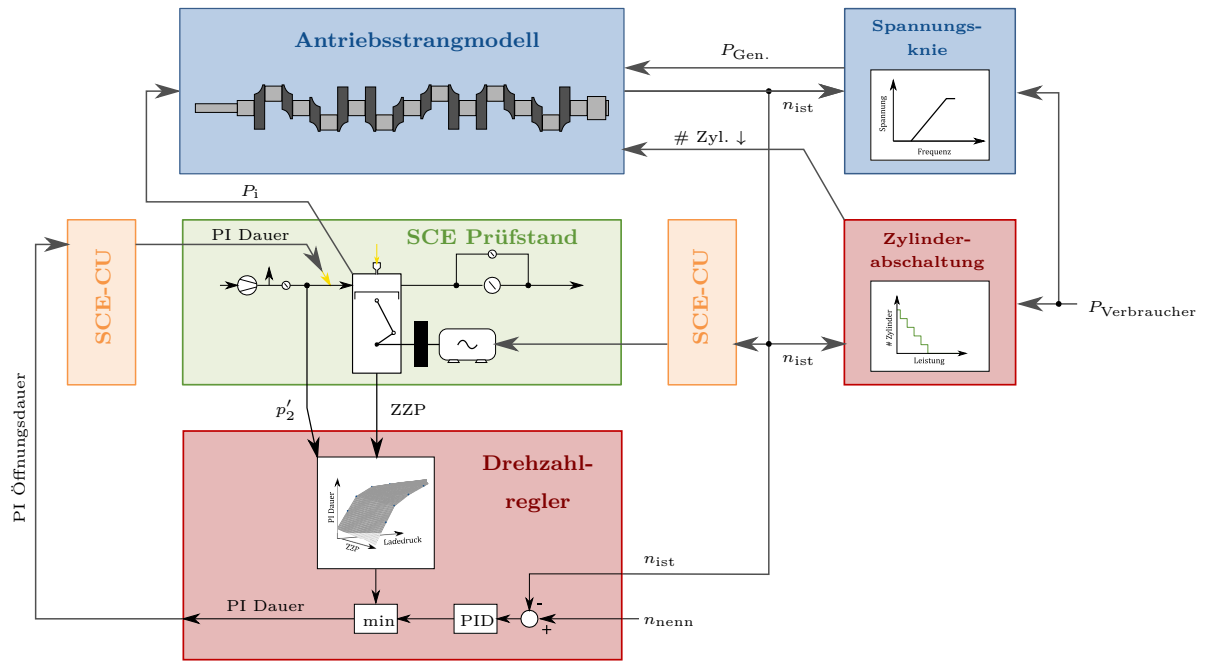 Antriebsstrangmodell
P_Gen.
n_ist
# Zyl. ↓
Spannungs-
knie
Spannung
Frequenz
P_i
SCE-CU
PI Dauer
SCE Prüfstand
SCE-CU
Zylinder-
abschaltung
# Zylinder
Leistung
P_Verbraucher
n_ist
p′_2
ZZP
PI Öffnungsdauer
Drehzahl-
regler
PI Dauer
Ladedruck
ZZP
n_ist
PI Dauer
min
PID
-
+
n_nenn